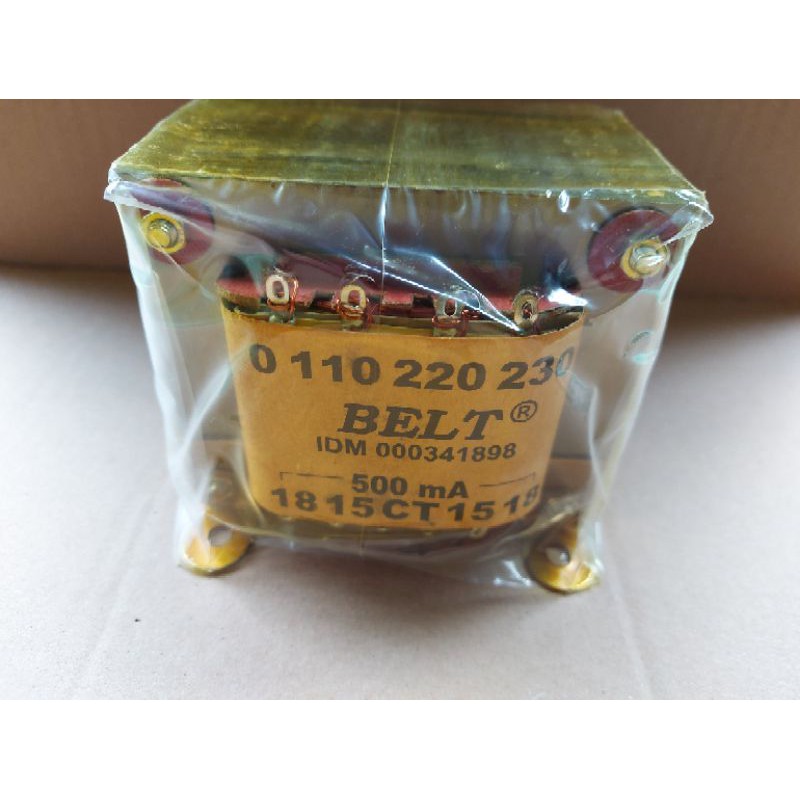 0 110 220 230
BELT®
IDM 000341898
500 mA
18 15 CT 15 18